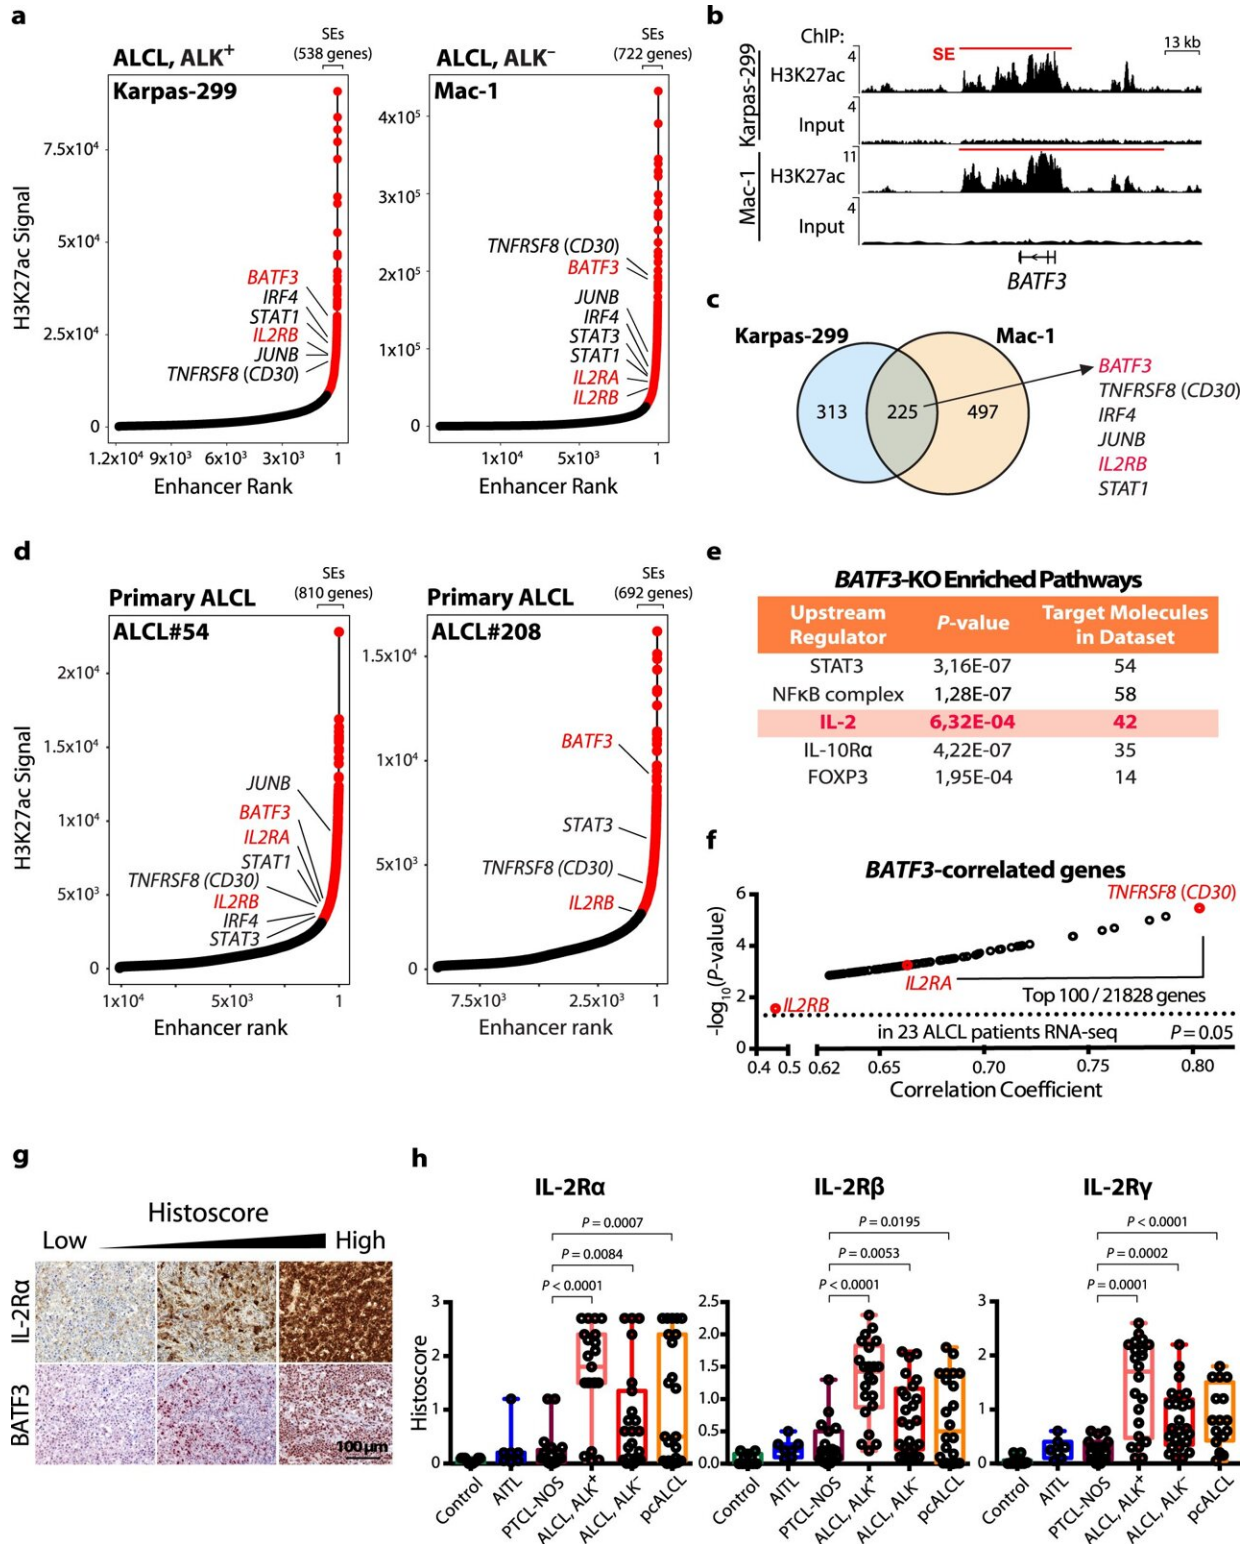 a
SEs
(538 genes)
ALCL, ALK⁺
Karpas-299
7.5x10⁴
5x10⁴
2.5x10⁴
0
H3K27ac Signal
BATF3
IRF4
STAT1
IL2RB
JUNB
TNFRSF8 (CD30)
1.2x10⁴ 9x10³ 6x10³ 3x10³ 1
Enhancer Rank
SEs
(722 genes)
ALCL, ALK⁻
Mac-1
4x10⁵
3x10⁵
2x10⁵
1x10⁵
0
TNFRSF8 (CD30)
BATF3
JUNB
IRF4
STAT3
STAT1
IL2RA
IL2RB
1x10⁴ 5x10³ 1
Enhancer Rank
b
ChIP:
13 kb
Karpas-299
4
H3K27ac
SE
4
Input
Mac-1
11
H3K27ac
4
Input
BATF3
c
Karpas-299
Mac-1
313 225 497
BATF3
TNFRSF8 (CD30)
IRF4
JUNB
IL2RB
STAT1
d
SEs
(810 genes)
Primary ALCL
ALCL#54
2x10⁴
1.5x10⁴
1x10⁴
5x10³
0
H3K27ac Signal
JUNB
BATF3
IL2RA
STAT1
TNFRSF8 (CD30)
IL2RB
IRF4
STAT3
1x10⁴ 5x10³ 1
Enhancer rank
SEs
(692 genes)
Primary ALCL
ALCL#208
1.5x10⁴
1x10⁴
5x10³
0
BATF3
STAT3
TNFRSF8 (CD30)
IL2RB
7.5x10³ 2.5x10³ 1
Enhancer rank
e
BATF3-KO Enriched Pathways
Upstream Regulator P-value Target Molecules in Dataset
STAT3 3,16E-07 54
NFκB complex 1,28E-07 58
IL-2 6,32E-04 42
IL-10Rα 4,22E-07 35
FOXP3 1,95E-04 14
f
BATF3-correlated genes
6
4
2
0
-log₁₀(P-value)
TNFRSF8 (CD30)
IL2RA
IL2RB
Top 100 / 21828 genes
in 23 ALCL patients RNA-seq P = 0.05
0.4 0.5 0.62 0.65 0.70 0.75 0.80
Correlation Coefficient
g
Histoscore
Low High
IL-2Rα
BATF3
100 µm
h
IL-2Rα
P = 0.0007
P = 0.0084
P < 0.0001
3
2
1
0
Histoscore
Control AITL PTCL-NOS ALCL, ALK⁺ ALCL, ALK⁻ pcALCL
IL-2Rβ
P = 0.0195
P = 0.0053
P < 0.0001
2.5
2.0
1.5
1.0
0.5
0.0
Control AITL PTCL-NOS ALCL, ALK⁺ ALCL, ALK⁻ pcALCL
IL-2Rγ
P < 0.0001
P = 0.0002
P = 0.0001
3
2
1
0
Control AITL PTCL-NOS ALCL, ALK⁺ ALCL, ALK⁻ pcALCL